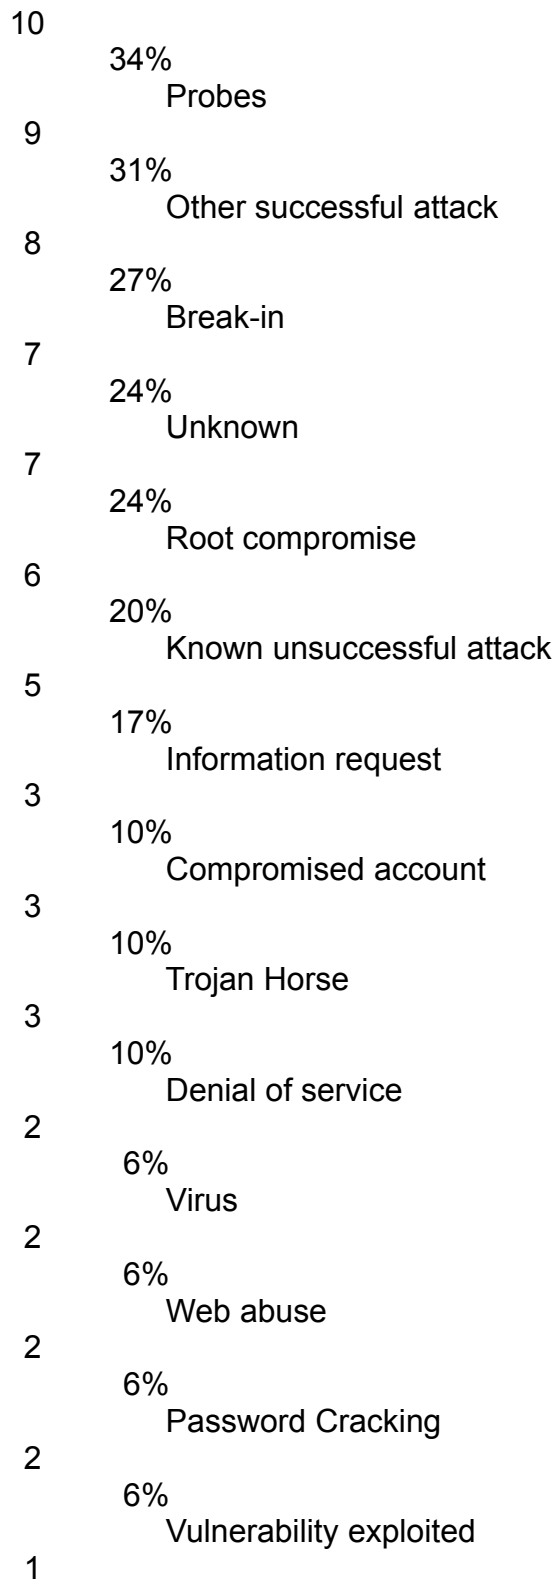 10
34%
Probes
9
31%
Other successful attack
8
27%
Break-in
7
24%
Unknown
7
24%
Root compromise
6
20%
Known unsuccessful attack
5
17%
Information request
3
10%
Compromised account
3
10%
Trojan Horse
3
10%
Denial of service
2
6%
Virus
2
6%
Web abuse
2
6%
Password Cracking
2
6%
Vulnerability exploited
1